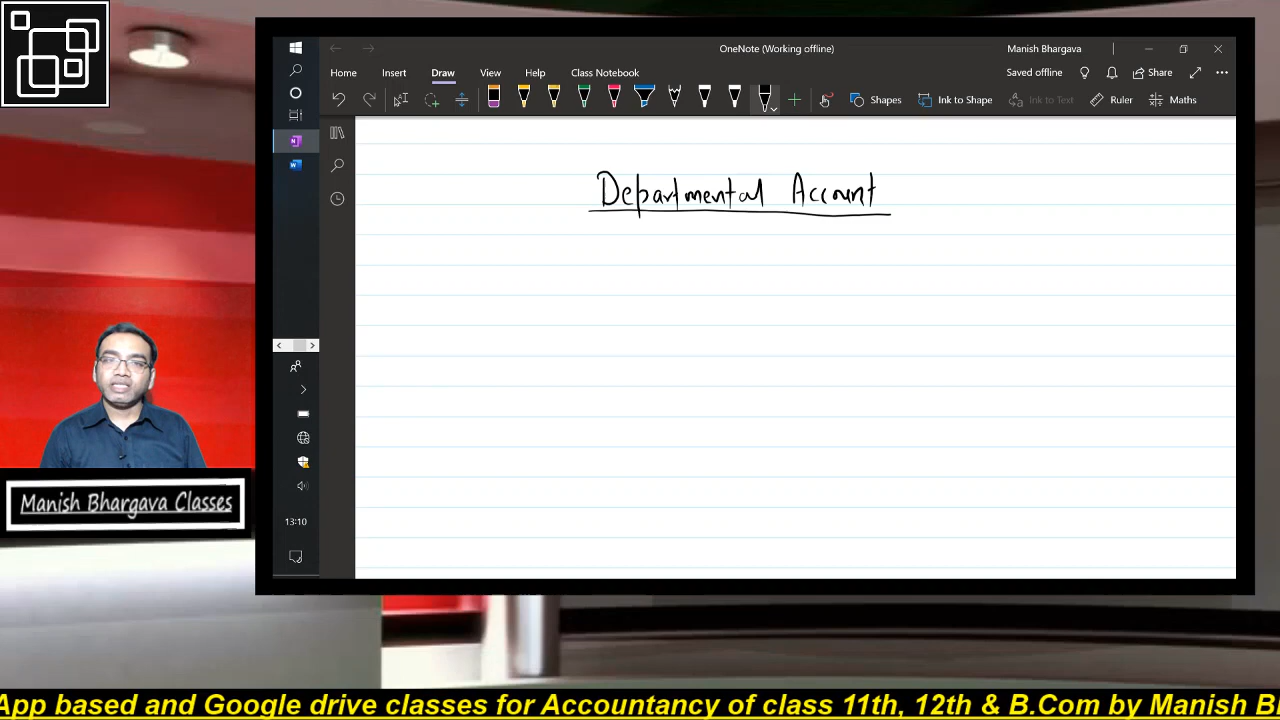 OneNote (Working offline)
Manish Bhargava
Home Insert Draw View Help Class Notebook
Saved offline
Share
Shapes
Ink to Shape
Ink to Text
Ruler
Maths
Departmental Account
Manish Bhargava Classes
13:10
App based and Google drive classes for Accountancy of class 11th, 12th & B.Com by Manish B